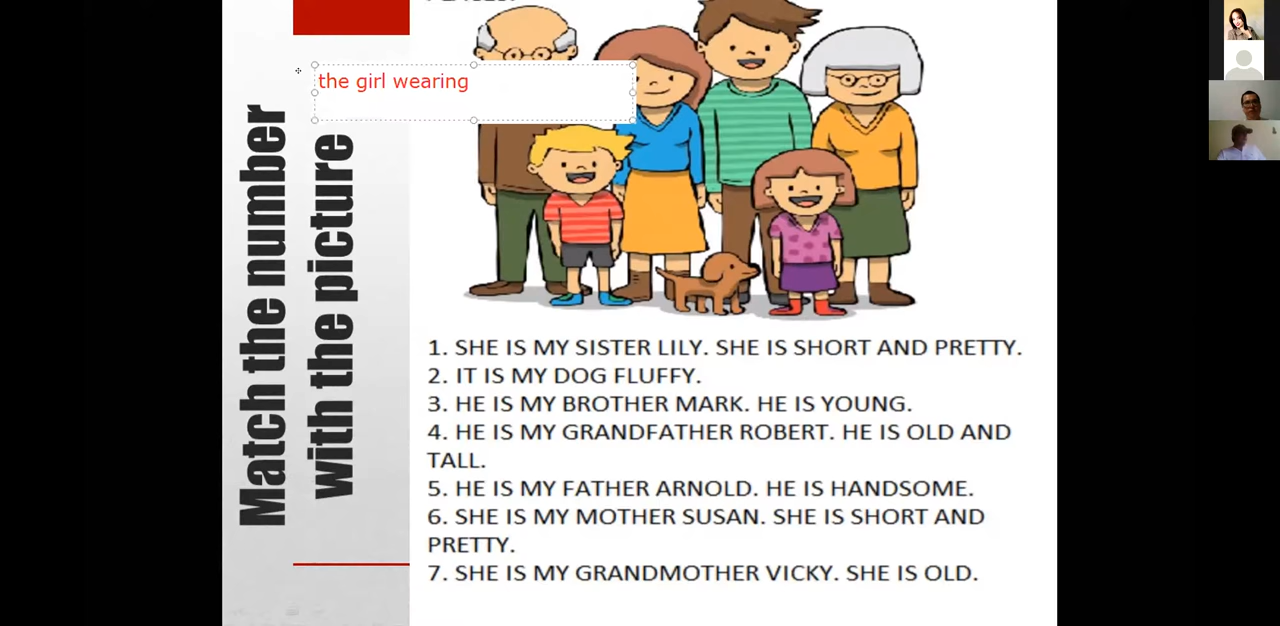 the girl wearing
Match the number
with the picture
1. SHE IS MY SISTER LILY. SHE IS SHORT AND PRETTY.
2. IT IS MY DOG FLUFFY.
3. HE IS MY BROTHER MARK. HE IS YOUNG.
4. HE IS MY GRANDFATHER ROBERT. HE IS OLD AND
TALL.
5. HE IS MY FATHER ARNOLD. HE IS HANDSOME.
6. SHE IS MY MOTHER SUSAN. SHE IS SHORT AND
PRETTY.
7. SHE IS MY GRANDMOTHER VICKY. SHE IS OLD.